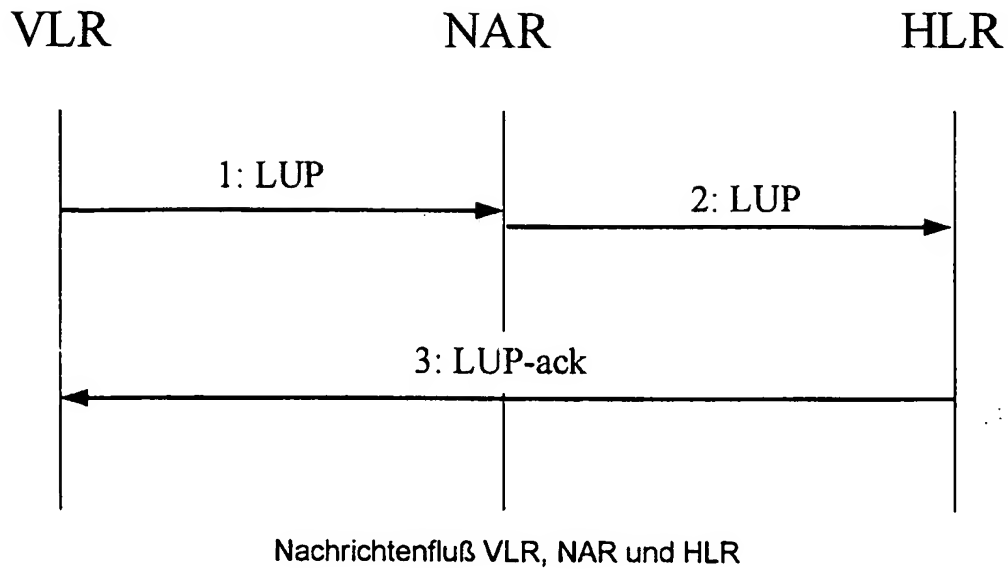 VLR NAR HLR
1: LUP
2: LUP
3: LUP-ack
Nachrichtenfluß VLR, NAR und HLR